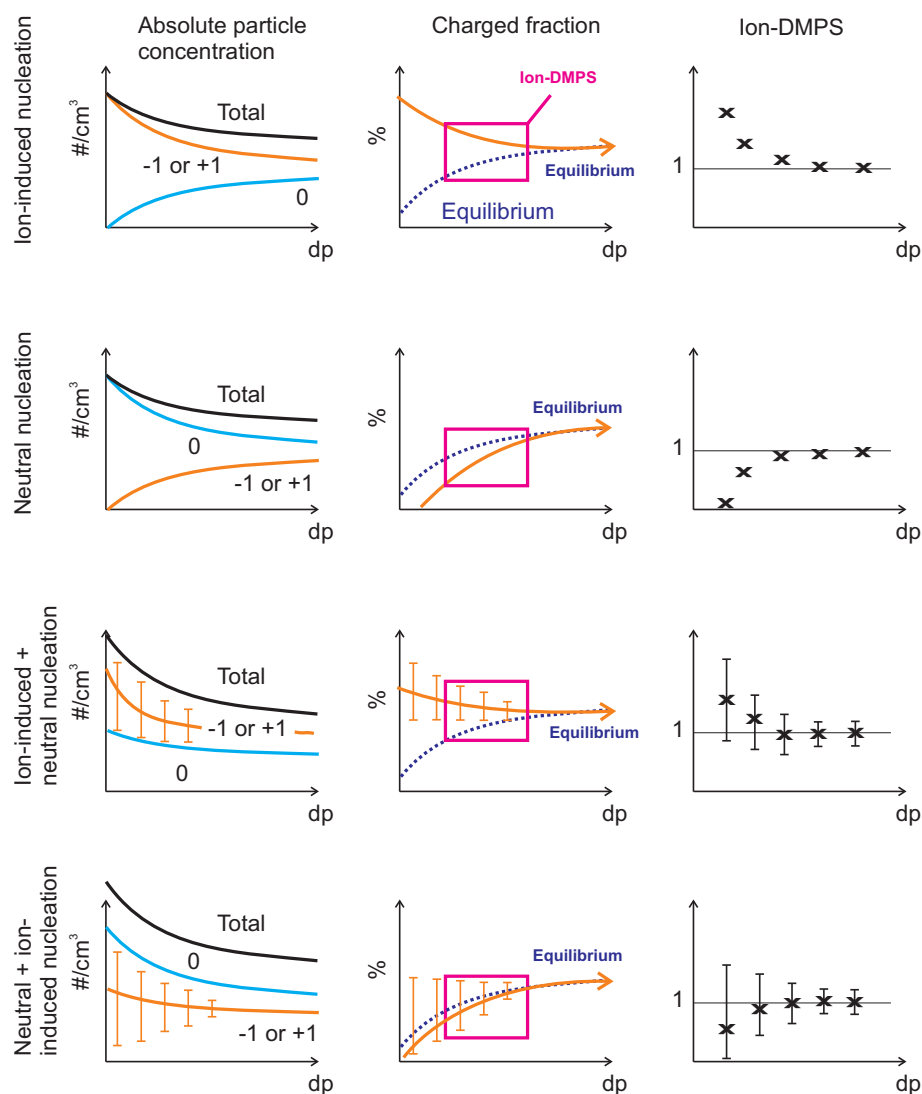 Absolute particle
concentration
Charged fraction
Ion-DMPS
Ion-induced nucleation
#/cm³
Total
-1 or +1
0
dp
%
Ion-DMPS
Equilibrium
Equilibrium
dp
1
dp
Neutral nucleation
#/cm³
Total
0
-1 or +1
dp
%
Equilibrium
dp
1
dp
Ion-induced +
neutral nucleation
#/cm³
Total
-1 or +1
0
dp
%
Equilibrium
dp
1
dp
Neutral + ion-
induced nucleation
#/cm³
Total
0
-1 or +1
dp
%
Equilibrium
dp
1
dp